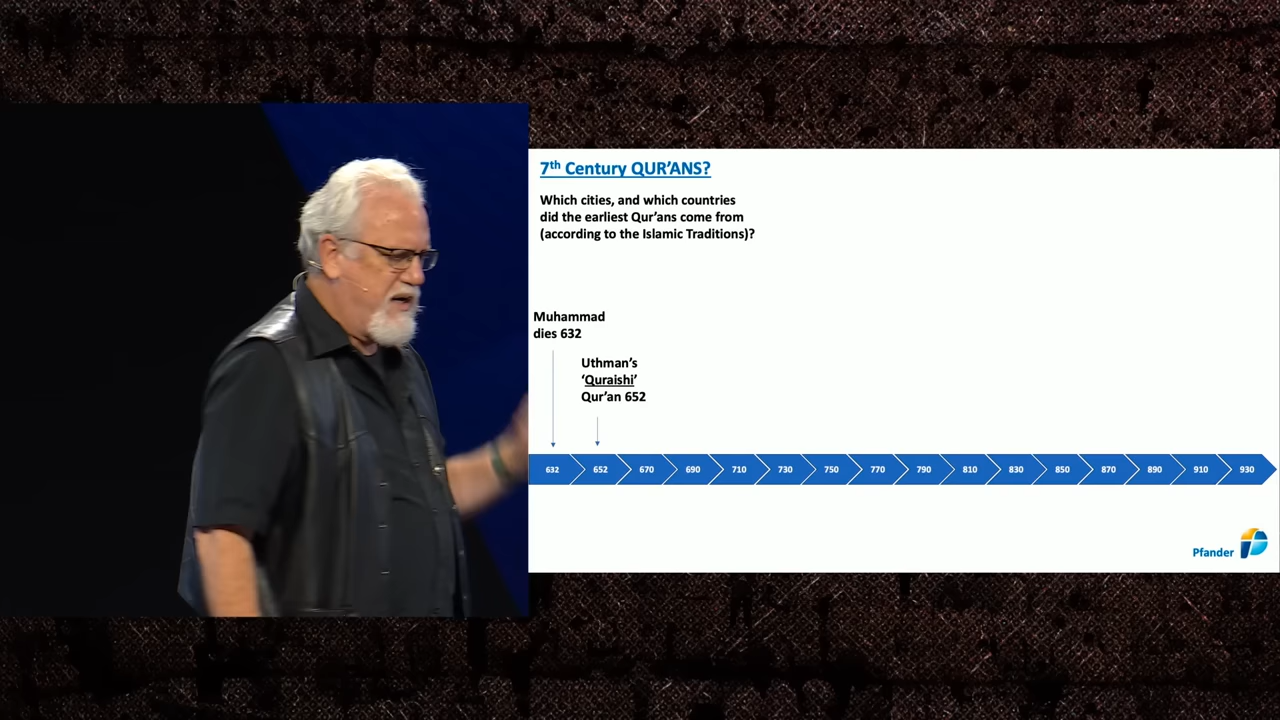 7th Century QUR’ANS?
Which cities, and which countries
did the earliest Qur’ans come from
(according to the Islamic Traditions)?
Muhammad
dies 632
Uthman’s
‘Quraishi’
Qur’an 652
632 652 670 690 710 730 750 770 790 810 830 850 870 890 910 930
Pfander